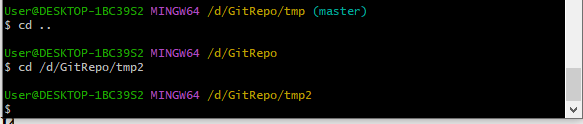 User@DESKTOP-1BC39S2 MINGW64 /d/GitRepo/tmp (master)
$ cd ..
User@DESKTOP-1BC39S2 MINGW64 /d/GitRepo
$ cd /d/GitRepo/tmp2
User@DESKTOP-1BC39S2 MINGW64 /d/GitRepo/tmp2
$